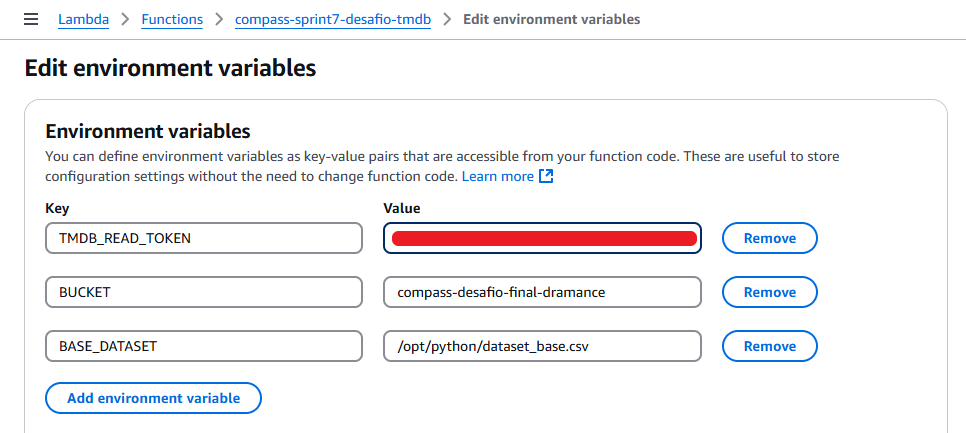 Lambda > Functions > compass-sprint7-desafio-tmdb > Edit environment variables
Edit environment variables
Environment variables
You can define environment variables as key-value pairs that are accessible from your function code. These are useful to store
configuration settings without the need to change function code. Learn more
Key Value
TMDB_READ_TOKEN Remove
BUCKET compass-desafio-final-dramance Remove
BASE_DATASET /opt/python/dataset_base.csv Remove
Add environment variable